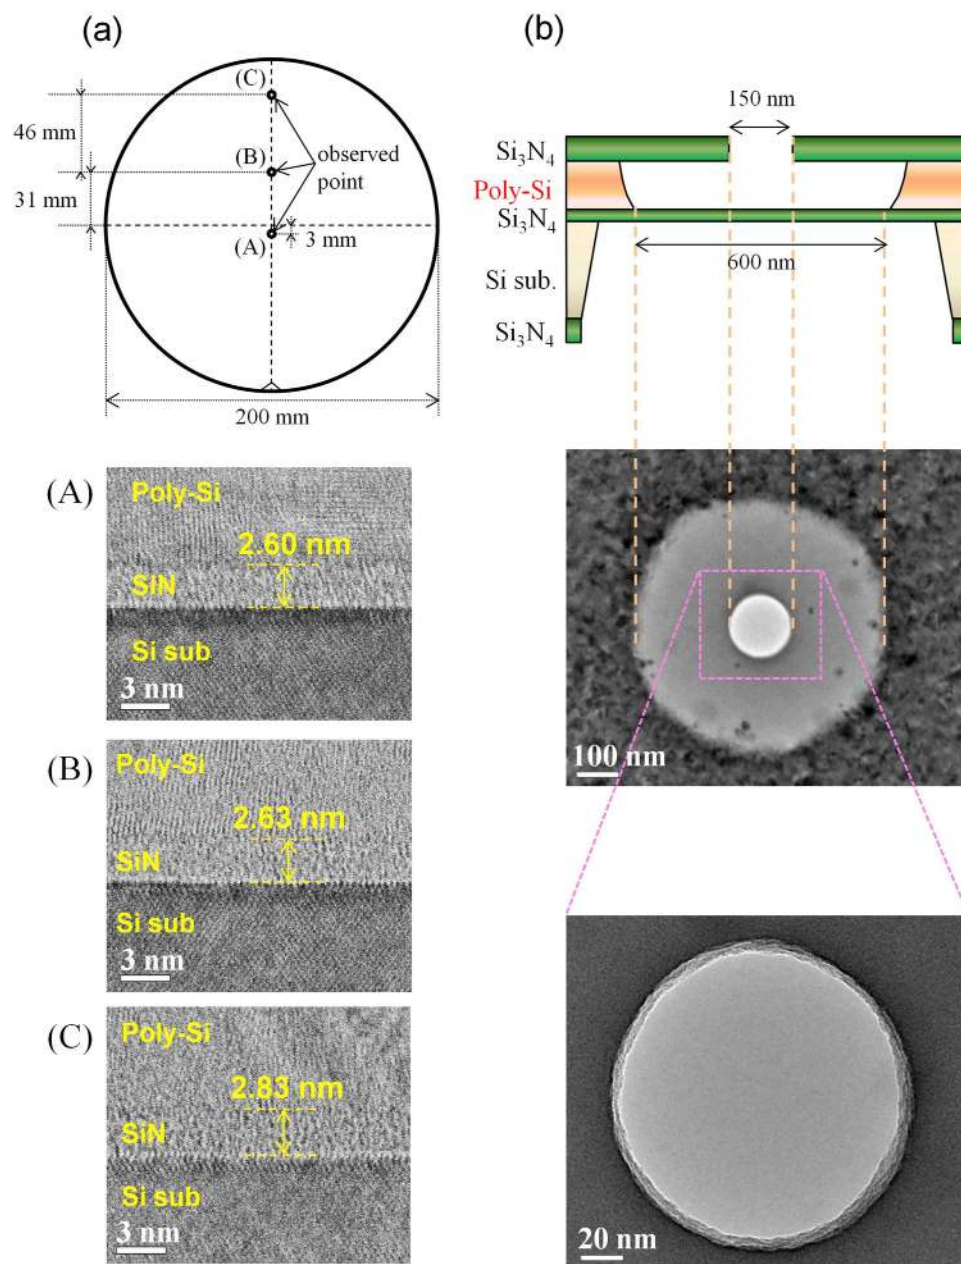 (a)
(C)
46 mm
(B)
observed
point
31 mm
(A)
3 mm
200 mm
(A)
Poly-Si
2.60 nm
SiN
Si sub
3 nm
(B)
Poly-Si
2.63 nm
SiN
Si sub
3 nm
(C)
Poly-Si
2.83 nm
SiN
Si sub
3 nm
(b)
150 nm
Si₃N₄
Poly-Si
Si₃N₄
600 nm
Si sub.
Si₃N₄
100 nm
20 nm